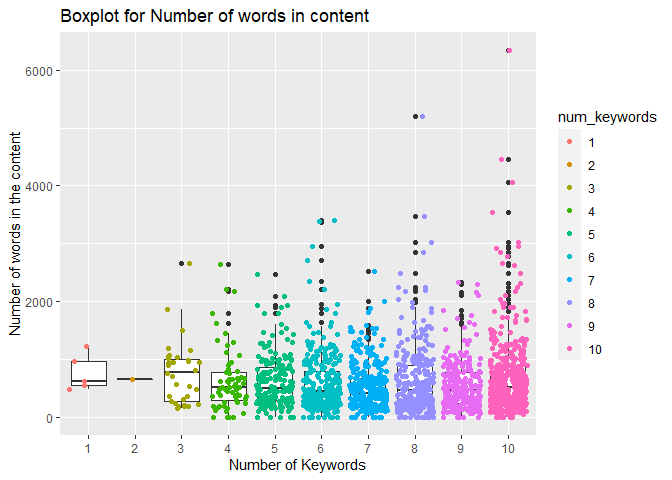 Boxplot for Number of words in content
Number of words in the content
6000
4000
2000
0
1 2 3 4 5 6 7 8 9 10
Number of Keywords
num_keywords
1
2
3
4
5
6
7
8
9
10